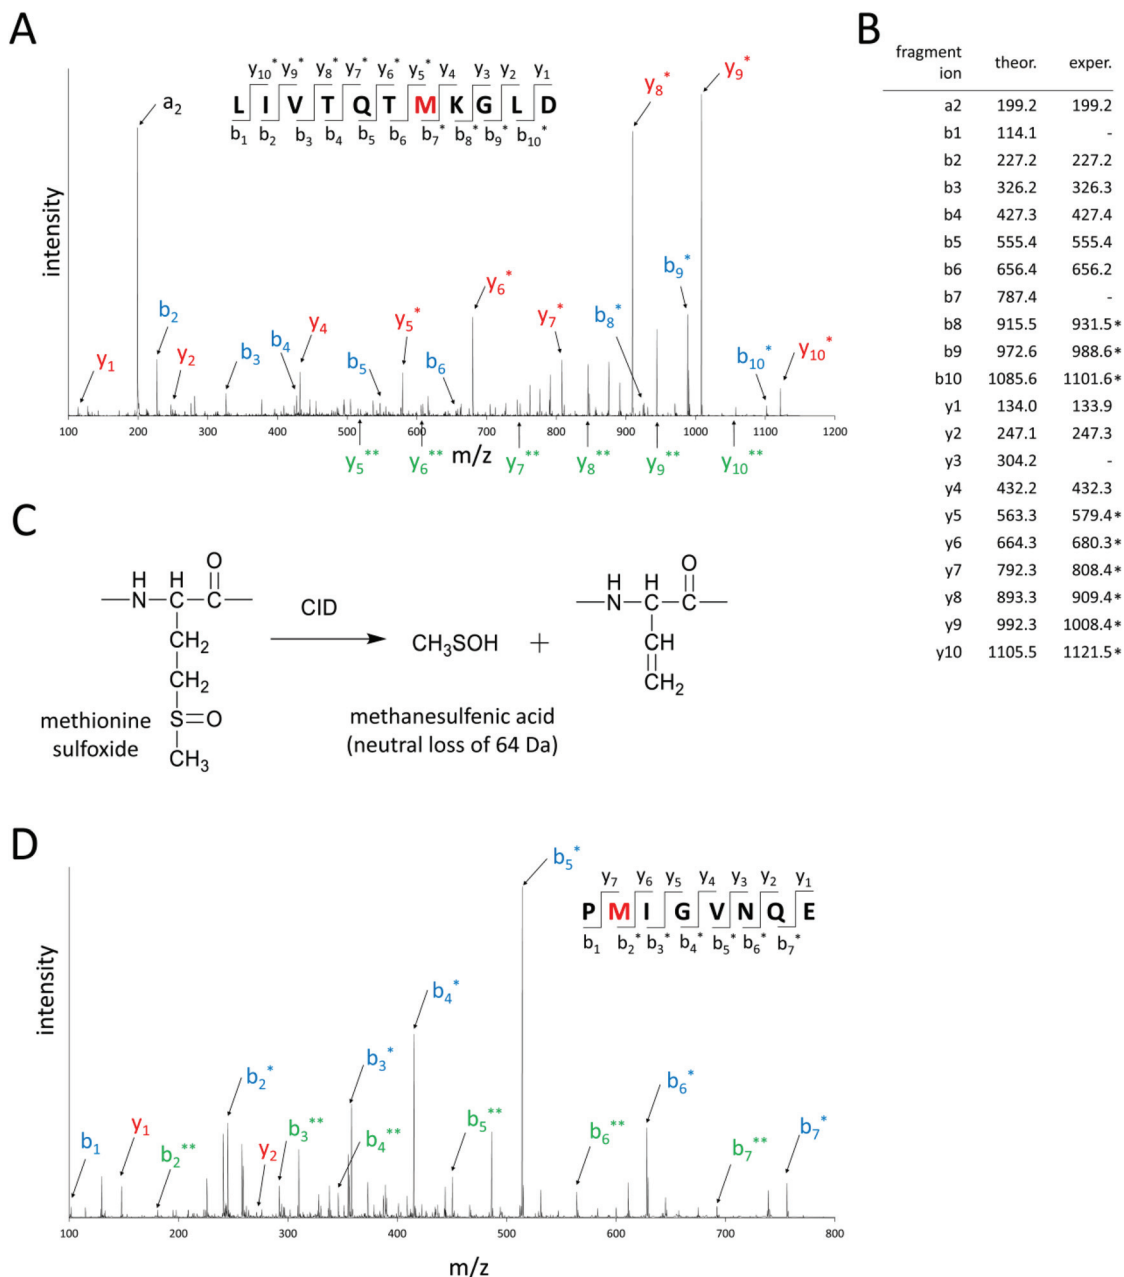 A
intensity
a2
y10* y9* y8* y7* y6* y5* y4 y3 y2 y1
L I V T Q T M K G L D
b1 b2 b3 b4 b5 b6 b7* b8* b9* b10*
y8*
y9*
b9*
y6*
b2
y7*
b8*
y4
y5*
b4
y1
y2
b3
b5
b6
b10*
y10*
100 200 300 400 500 600 700 800 900 1000 1100 1200
y5** y6** m/z y7** y8** y9** y10**
B
fragment ion theor. exper.
a2 199.2 199.2
b1 114.1 -
b2 227.2 227.2
b3 326.2 326.3
b4 427.3 427.4
b5 555.4 555.4
b6 656.4 656.2
b7 787.4 -
b8 915.5 931.5*
b9 972.6 988.6*
b10 1085.6 1101.6*
y1 134.0 133.9
y2 247.1 247.3
y3 304.2 -
y4 432.2 432.3
y5 563.3 579.4*
y6 664.3 680.3*
y7 792.3 808.4*
y8 893.3 909.4*
y9 992.3 1008.4*
y10 1105.5 1121.5*
C
H H O
N C C
CH2
CH2
S=O
CH3
methionine
sulfoxide
CID
CH3SOH +
methanesulfenic acid
(neutral loss of 64 Da)
H H O
N C C
CH
CH2
D
intensity
b5*
y7 y6 y5 y4 y3 y2 y1
P M I G V N Q E
b1 b2* b3* b4* b5* b6* b7*
b4*
b3*
b2*
b6*
b1
y1
b2**
b3**
y2
b4**
b5**
b6**
b7**
b7*
100 200 300 400 500 600 700 800
m/z